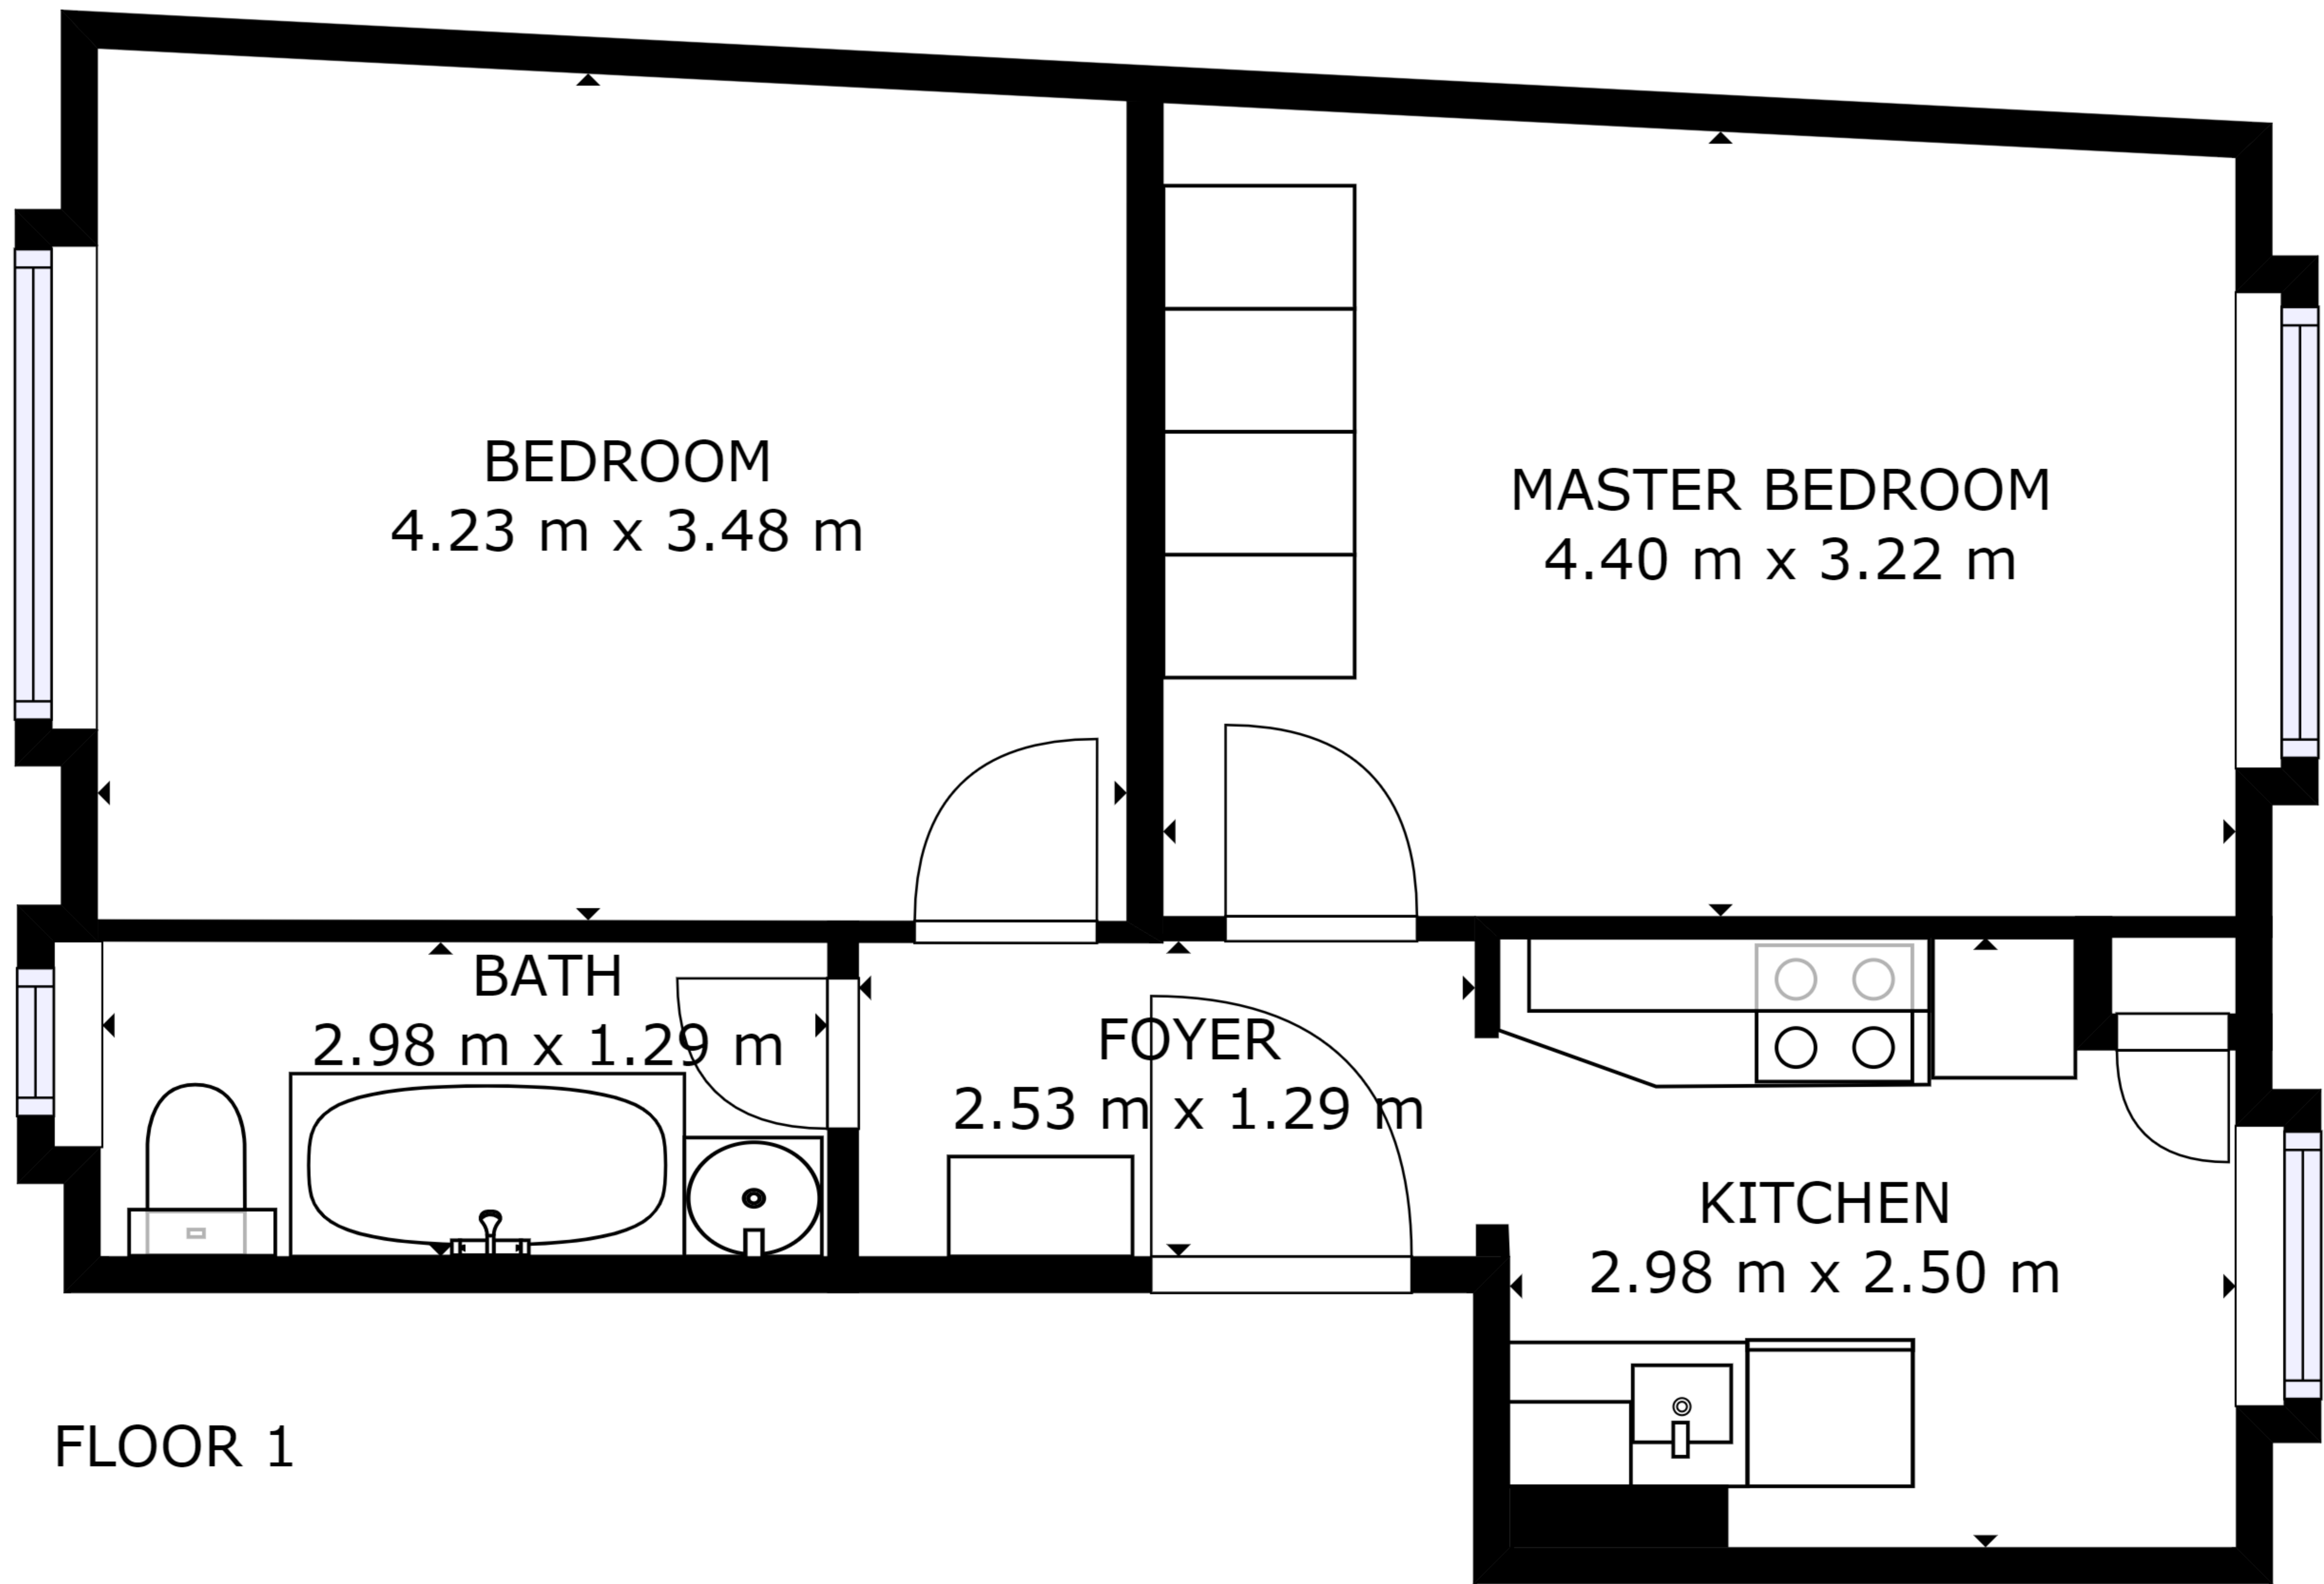 BEDROOM
4.23 m x 3.48 m
MASTER BEDROOM
4.40 m x 3.22 m
BATH
2.98 m x 1.29 m
FOYER
2.53 m x 1.29 m
KITCHEN
2.98 m x 2.50 m
FLOOR 1